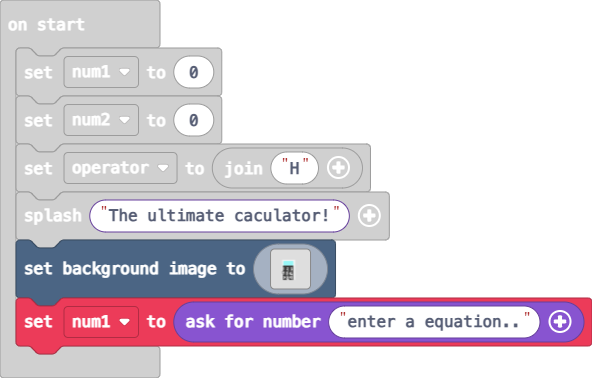 on start
set num1 to 0
set num2 to 0
set operator to join "H"
splash "The ultimate caculator!"
set background image to
set num1 to ask for number "enter a equation.."